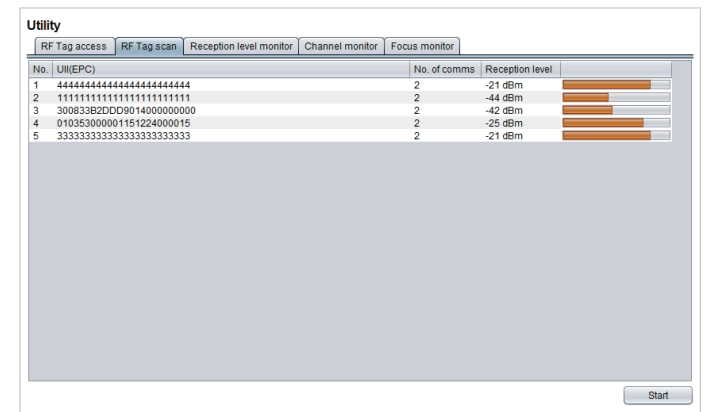 Utility
RF Tag access RF Tag scan Reception level monitor Channel monitor Focus monitor
No. UII(EPC) No. of comms Reception level
1 444444444444444444444444 2 -21 dBm
2 111111111111111111111111 2 -44 dBm
3 300833B2DDD9014000000000 2 -42 dBm
4 010353000001151224000015 2 -25 dBm
5 333333333333333333333333 2 -21 dBm
Start